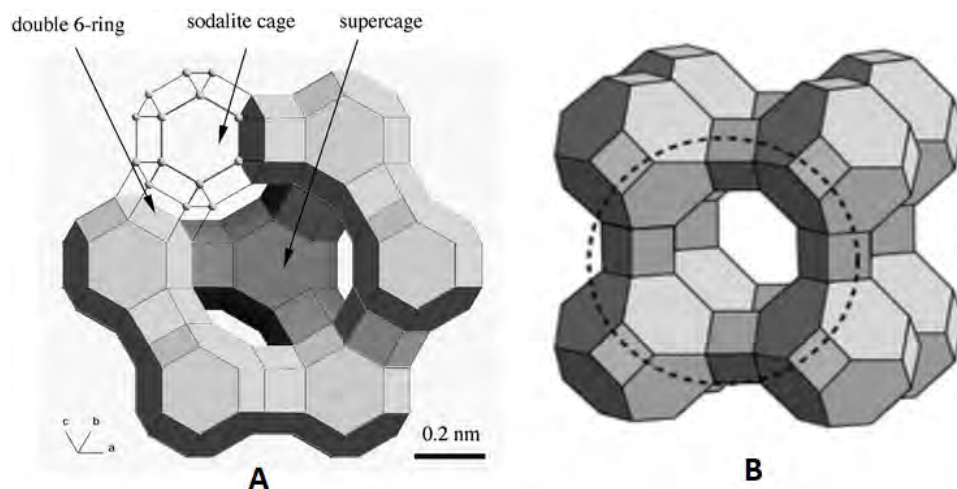 double 6-ring
sodalite cage
supercage
c
b
a
0.2 nm
A
B